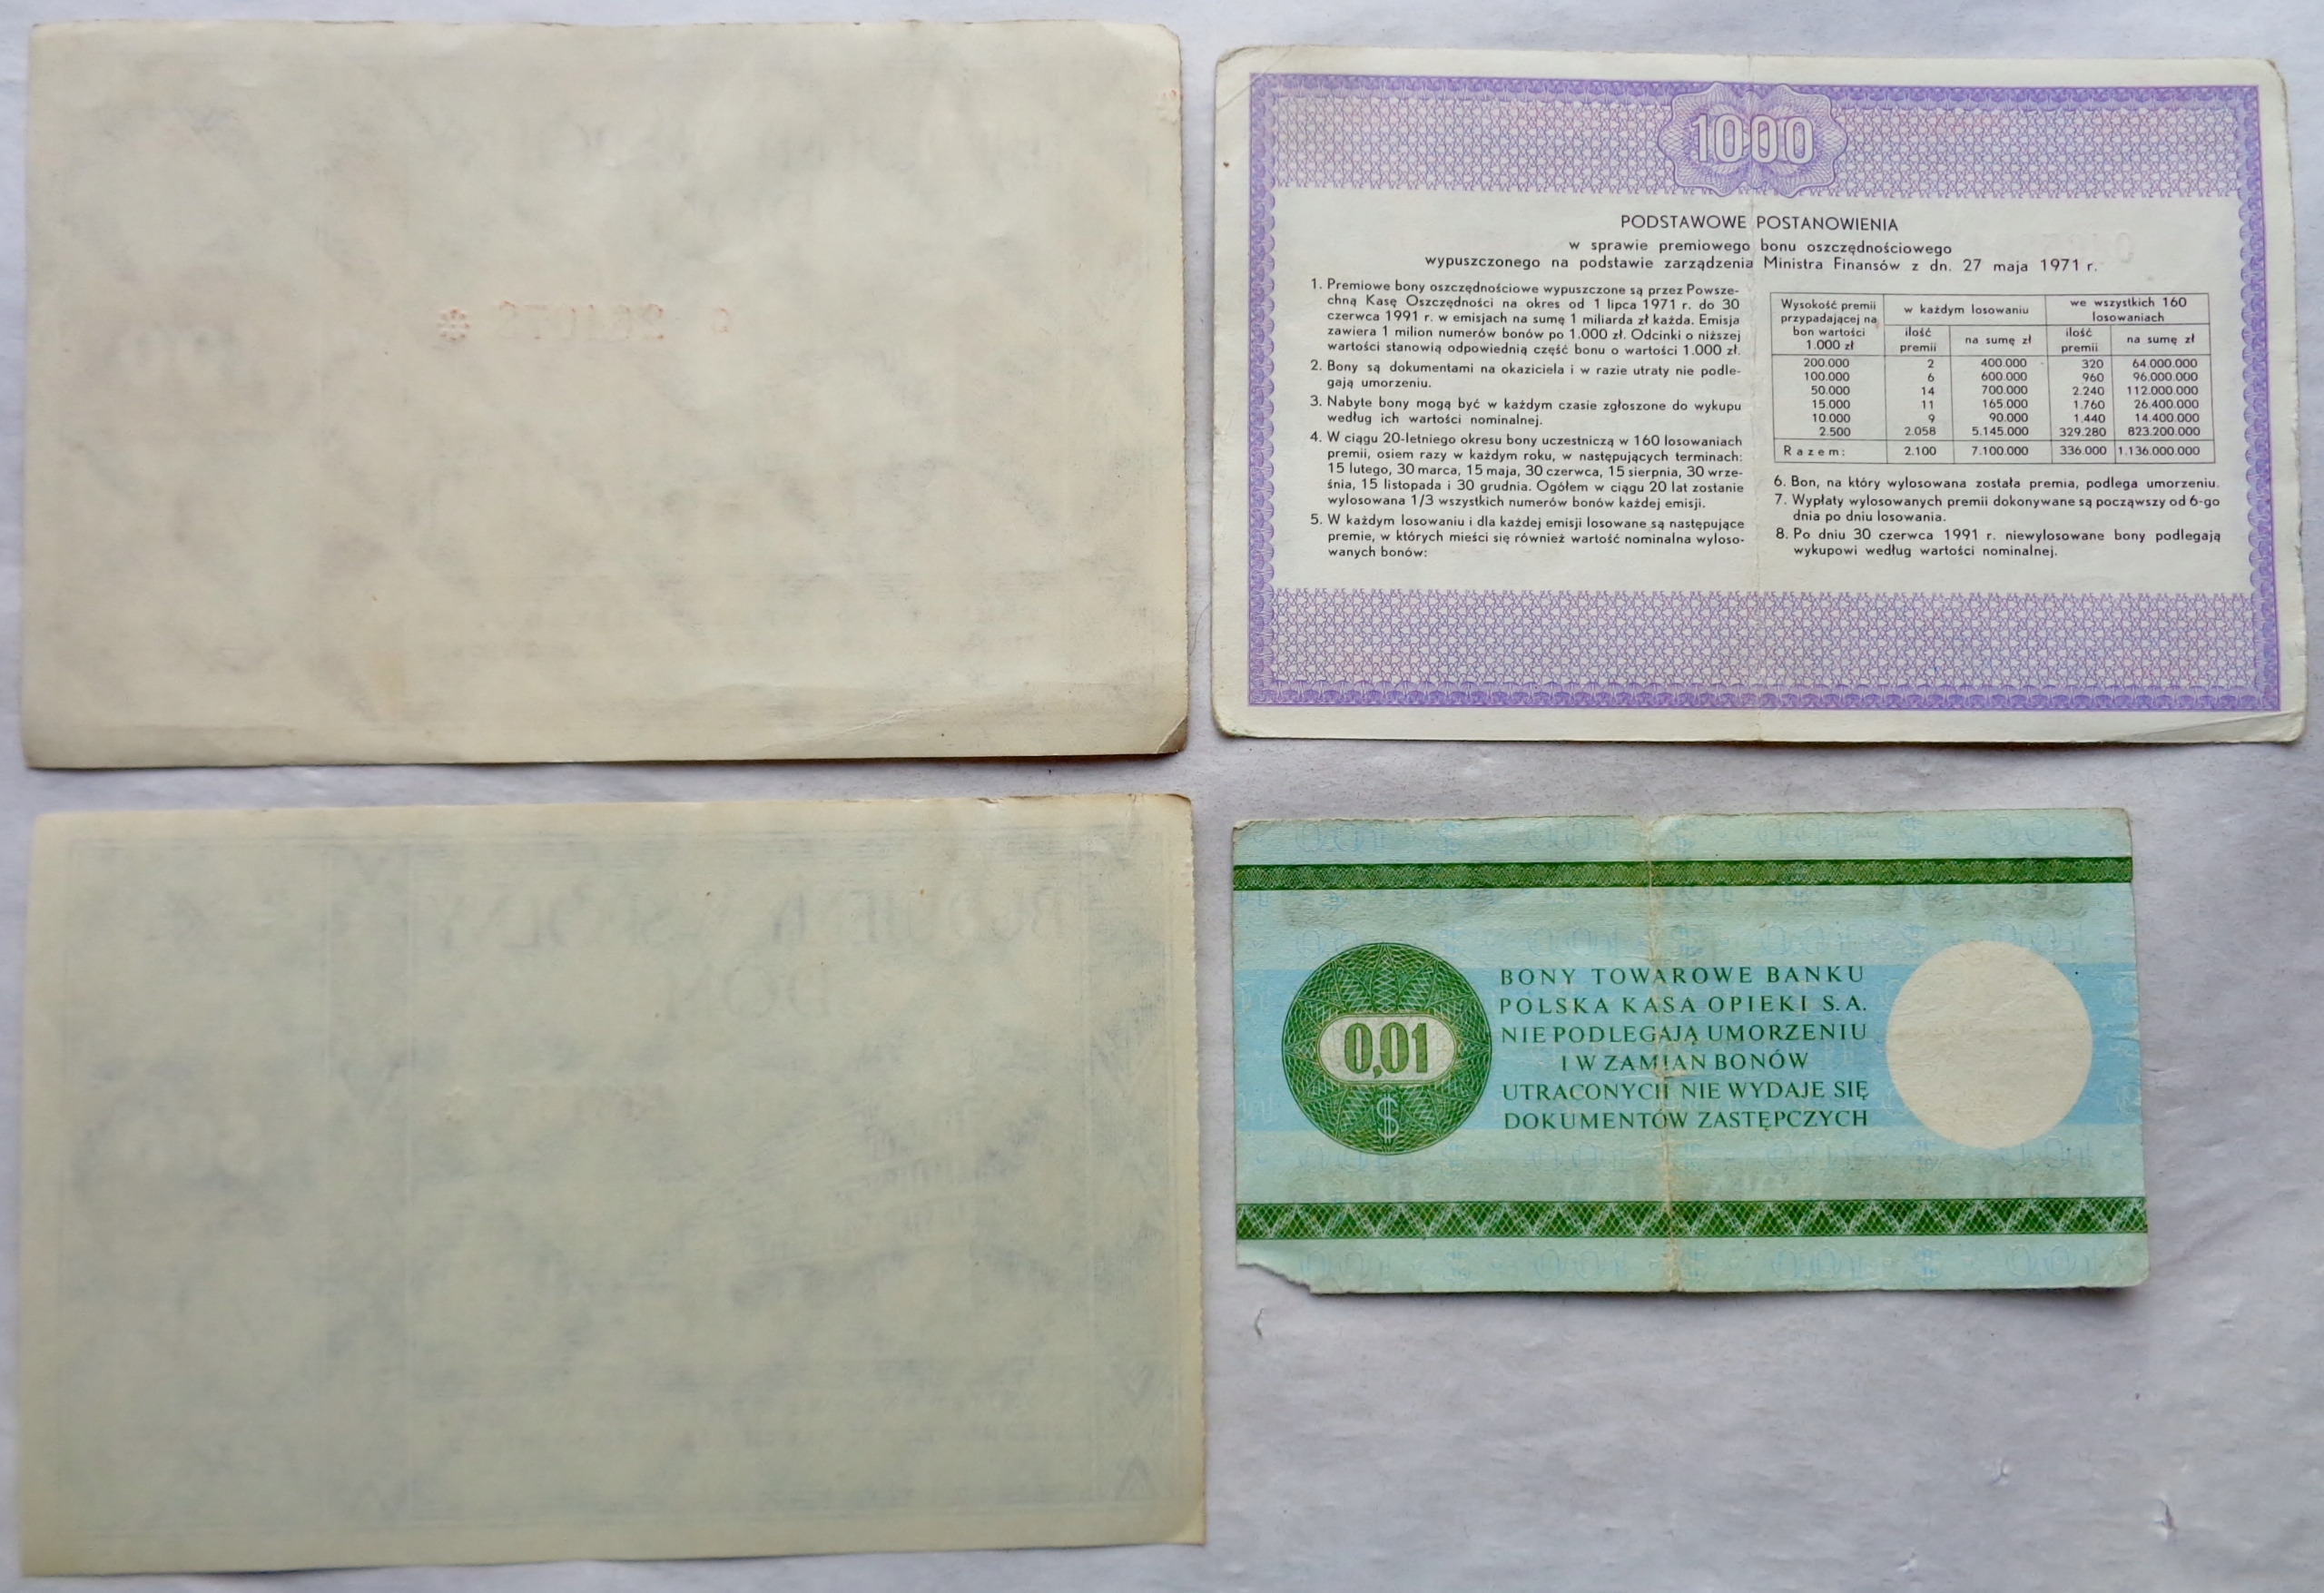 1000
PODSTAWOWE POSTANOWIENIA
w sprawie premiowego bonu oszczędnościowego
wypuszczonego na podstawie zarządzenia Ministra Finansów z dn. 27 maja 1971 r.
1. Premiowe bony oszczędnościowe wypuszczone są przez Powsze-
chną Kasę Oszczędności na okres od 1 lipca 1971 r. do 30
czerwca 1991 r. w emisjach na sumę 1 miliarda zł każda. Emisja
zawiera 1 milion numerów bonów po 1.000 zł. Odcinki o niższej
wartości stanowią odpowiednią część bonu o wartości 1.000 zł.
2. Bony są dokumentami na okaziciela i w razie utraty nie podle-
gają umorzeniu.
3. Nabyte bony mogą być w każdym czasie zgłoszone do wykupu
według ich wartości nominalnej.
4. W ciągu 20-letniego okresu bony uczestniczą w 160 losowaniach
premii, osiem razy w każdym roku, w następujących terminach:
15 lutego, 30 marca, 15 maja, 30 czerwca, 15 sierpnia, 30 wrze-
śnia, 15 listopada i 30 grudnia. Ogółem w ciągu 20 lat zostanie
wylosowana 1/3 wszystkich numerów bonów każdej emisji.
5. W każdym losowaniu i dla każdej emisji losowane są następujące
premie, w których mieści się również wartość nominalna wyloso-
wanych bonów:
Wysokość premii przypadającej na bon wartości 1.000 zł w każdym losowaniu we wszystkich 160 losowaniach
ilość premii na sumę zł ilość premii na sumę zł
200.000 2 400.000 320 64.000.000
100.000 6 600.000 960 96.000.000
50.000 14 700.000 2.240 112.000.000
15.000 11 165.000 1.760 26.400.000
10.000 9 90.000 1.440 14.400.000
2.500 2.058 5.145.000 329.280 823.200.000
Razem: 2.100 7.100.000 336.000 1.136.000.000
6. Bon, na który wylosowana została premia, podlega umorzeniu.
7. Wypłaty wylosowanych premii dokonywane są począwszy od 6-go
dnia po dniu losowania.
8. Po dniu 30 czerwca 1991 r. niewylosowane bony podlegają
wykupowi według wartości nominalnej.
BUDUJEMY WSPÓLNY
DOM
0,01
$
BONY TOWAROWE BANKU
POLSKA KASA OPIEKI S.A.
NIE PODLEGAJĄ UMORZENIU
I W ZAMIAN BONÓW
UTRACONYCH NIE WYDAJE SIĘ
DOKUMENTÓW ZASTĘPCZYCH